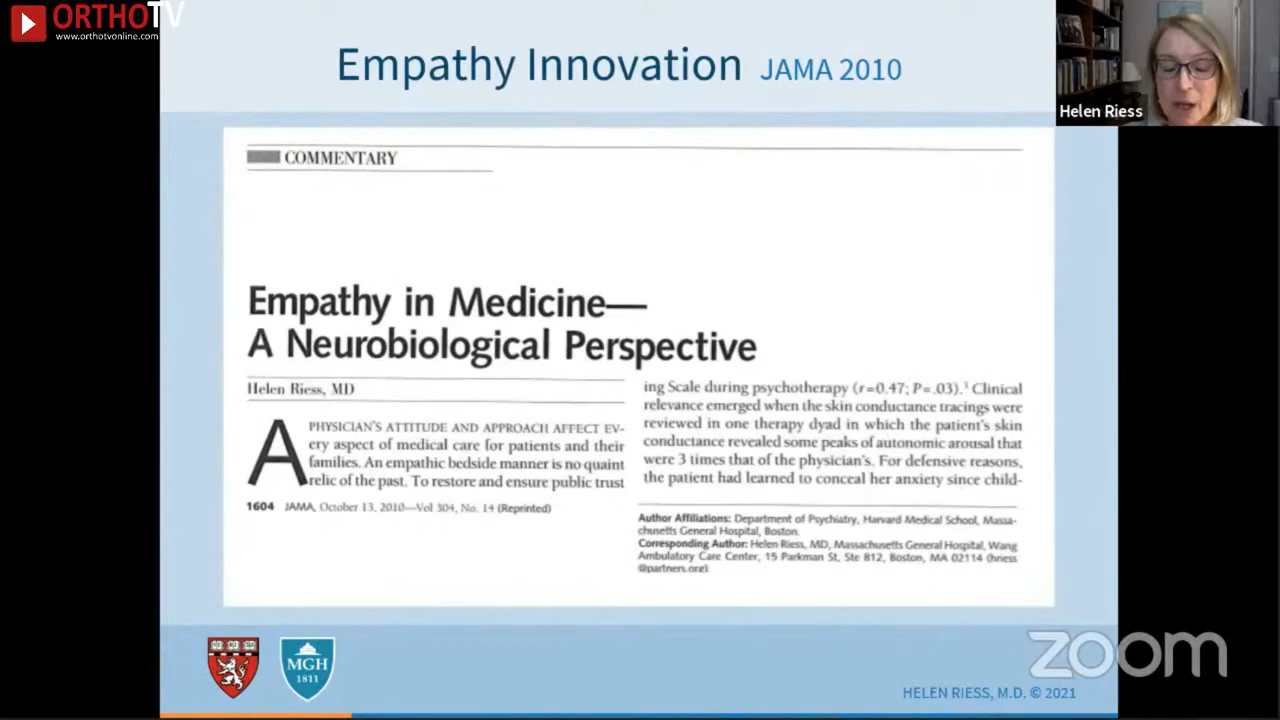 ORTHOTV
www.orthotvonline.com
Empathy Innovation JAMA 2010
Helen Riess
COMMENTARY
Empathy in Medicine—
A Neurobiological Perspective
Helen Riess, MD
A PHYSICIAN'S ATTITUDE AND APPROACH AFFECT EV-
ery aspect of medical care for patients and their
families. An empathic bedside manner is no quaint
relic of the past. To restore and ensure public trust
1604 JAMA, October 13, 2010—Vol 304, No. 14 (Reprinted)
ing Scale during psychotherapy (r=0.47; P=.03).³ Clinical
relevance emerged when the skin conductance tracings were
reviewed in one therapy dyad in which the patient's skin
conductance revealed some peaks of autonomic arousal that
were 3 times that of the physician's. For defensive reasons,
the patient had learned to conceal her anxiety since child-
Author Affiliations: Department of Psychiatry, Harvard Medical School, Massa-
chusetts General Hospital, Boston.
Corresponding Author: Helen Riess, MD, Massachusetts General Hospital, Wang
Ambulatory Care Center, 15 Parkman St, Ste 812, Boston, MA 02114 (hriess
@partners.org)
MGH
1811
zoom
HELEN RIESS, M.D. © 2021